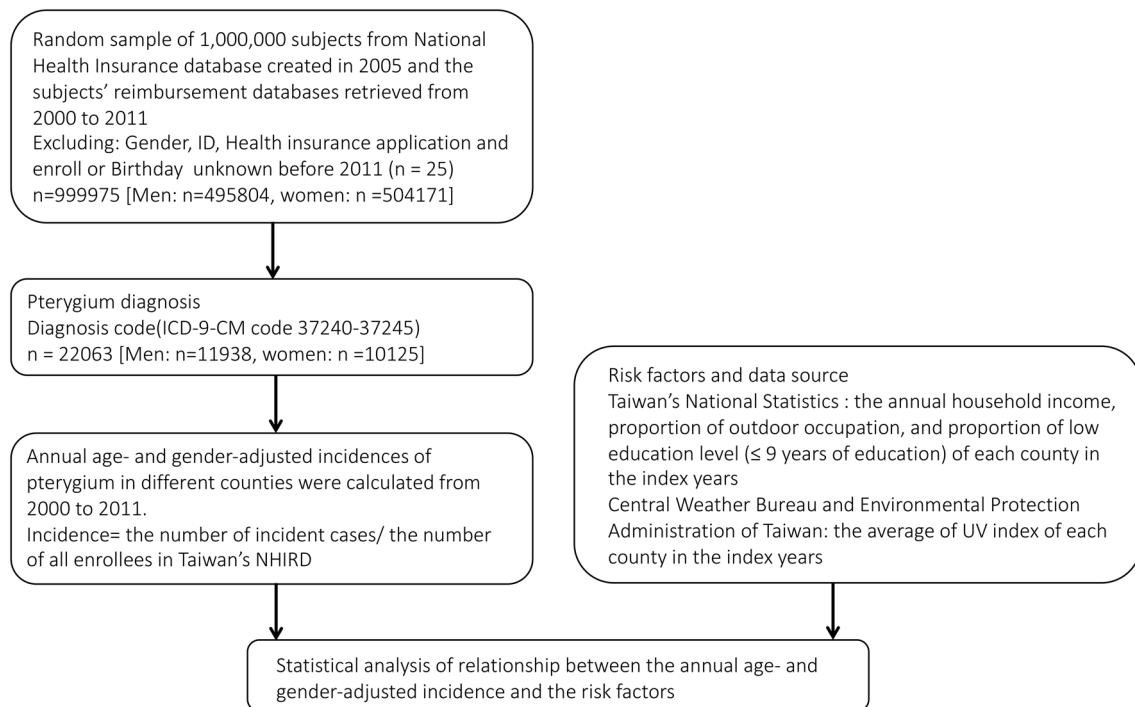 Random sample of 1,000,000 subjects from National
Health Insurance database created in 2005 and the
subjects’ reimbursement databases retrieved from
2000 to 2011
Excluding: Gender, ID, Health insurance application and
enroll or Birthday  unknown before 2011 (n = 25)
n=999975 [Men: n=495804, women: n =504171]
Pterygium diagnosis
Diagnosis code(ICD-9-CM code 37240-37245)
n = 22063 [Men: n=11938, women: n =10125]
Annual age- and gender-adjusted incidences of
pterygium in different counties were calculated from
2000 to 2011.
Incidence= the number of incident cases/ the number
of all enrollees in Taiwan’s NHIRD
Risk factors and data source
Taiwan’s National Statistics : the annual household income,
proportion of outdoor occupation, and proportion of low
education level (≤ 9 years of education) of each county in
the index years
Central Weather Bureau and Environmental Protection
Administration of Taiwan: the average of UV index of each
county in the index years
Statistical analysis of relationship between the annual age- and
gender-adjusted incidence and the risk factors